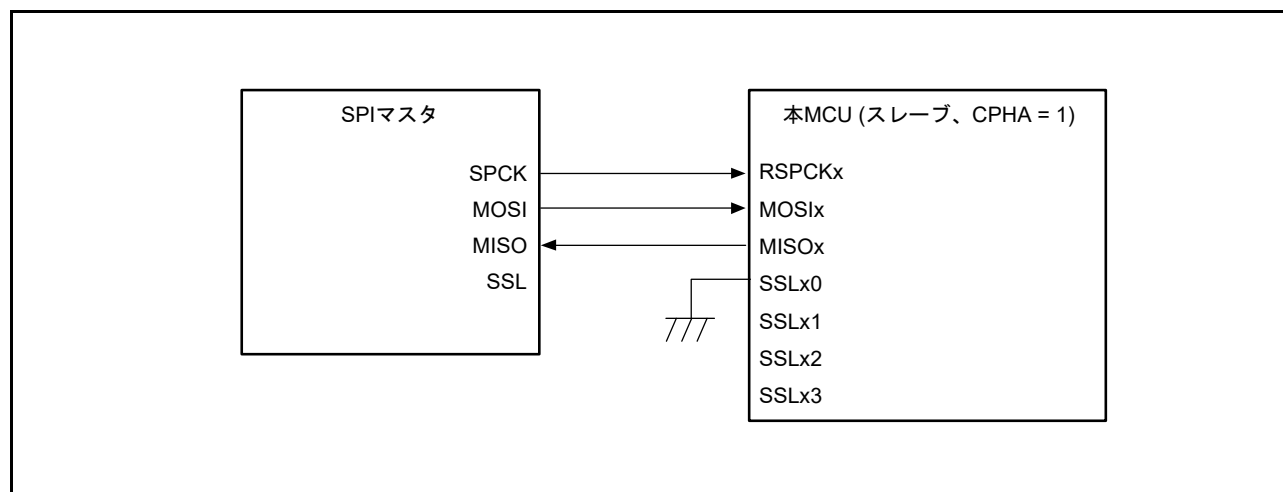 SPIマスタ
SPCK
MOSI
MISO
SSL
本MCU (スレーブ、CPHA = 1)
RSPCKx
MOSIx
MISOx
SSLx0
SSLx1
SSLx2
SSLx3